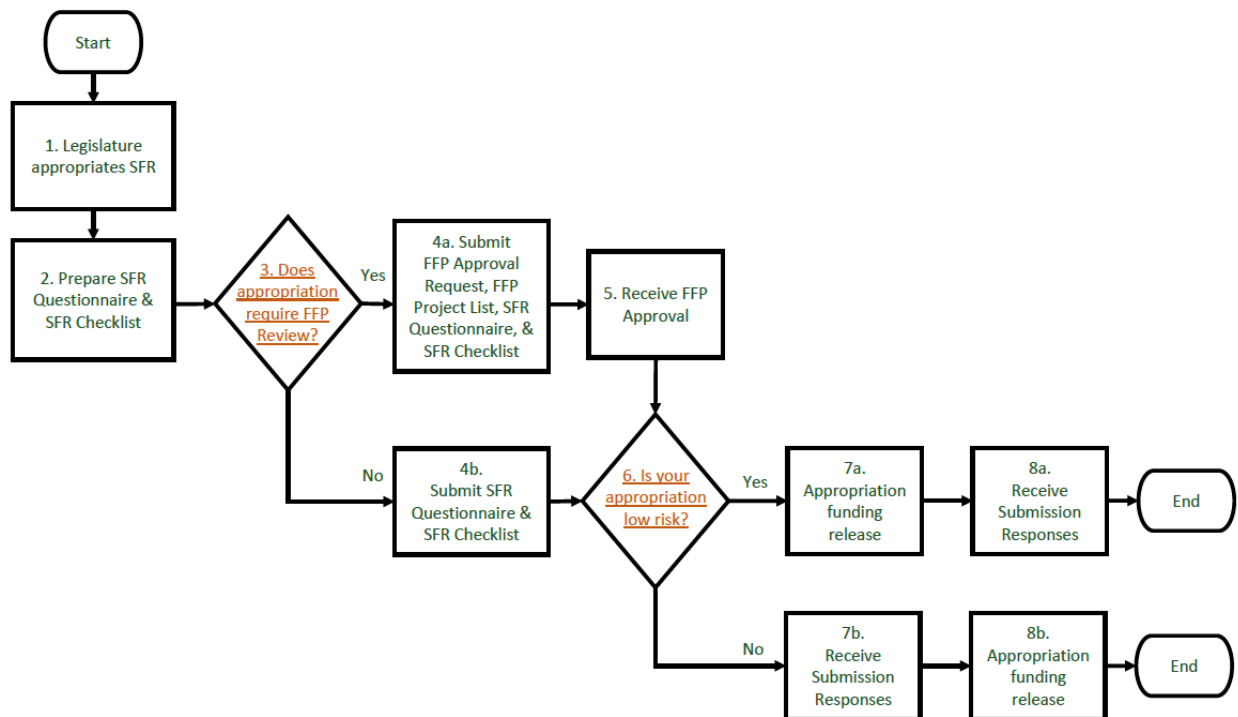 Start
1. Legislature
appropriates SFR
2. Prepare SFR
Questionnaire &
SFR Checklist
3. Does
appropriation
require FFP
Review?
Yes
4a. Submit
FFP Approval
Request, FFP
Project List, SFR
Questionnaire, &
SFR Checklist
5. Receive FFP
Approval
No
4b.
Submit SFR
Questionnaire &
SFR Checklist
6. Is your
appropriation
low risk?
Yes
7a.
Appropriation
funding
release
8a.
Receive
Submission
Responses
End
No
7b.
Receive
Submission
Responses
8b.
Appropriation
funding
release
End